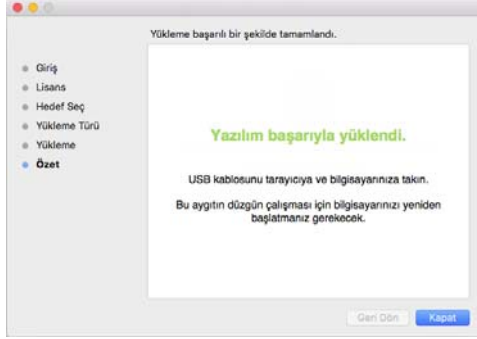 Yükleme başarılı bir şekilde tamamlandı.
Giriş
Lisans
Hedef Seç
Yükleme Türü
Yükleme
Özet
Yazılım başarıyla yüklendi.
USB kablosunu tarayıcıya ve bilgisayarınıza takın.
Bu aygıtın düzgün çalışması için bilgisayarınızı yeniden
başlatmanız gerekecek.
Geri Dön
Kapat